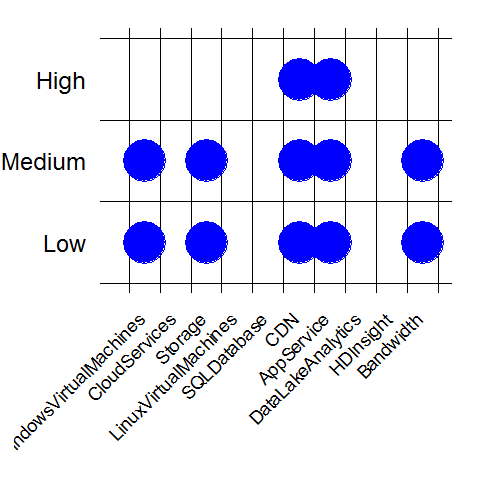 High
Medium
Low
ndowsVirtualMachines
CloudServices
Storage
LinuxVirtualMachines
SQLDatabase
CDN
AppService
DataLakeAnalytics
HDInsight
Bandwidth